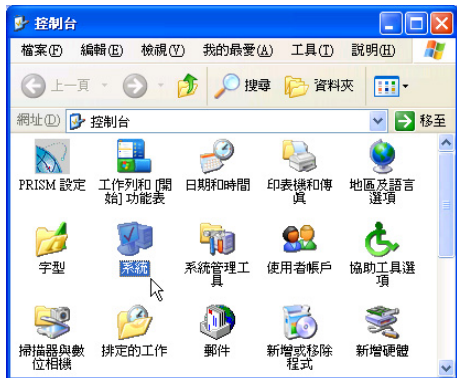 控制台
檔案(F) 編輯(E) 檢視(V) 我的最愛(A) 工具(T) 說明(H)
上一頁 搜尋 資料夾
網址(D) 控制台 移至
PRISM 設定 工作列和 [開始] 功能表 日期和時間 印表機和傳真 地區及語言選項
字型 系統 系統管理工具 使用者帳戶 協助工具選項
掃描器與數位相機 排定的工作 郵件 新增或移除程式 新增硬體